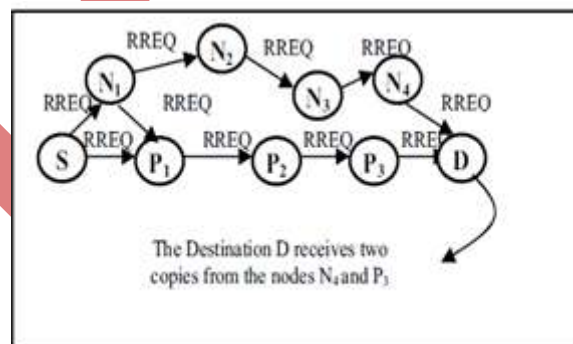 RREQ N₂ RREQ RREQ
N₁ N₃ N₄
RREQ RREQ RREQ
S RREQ P₁ RREQ P₂ RREQ P₃ RREQ D
The Destination D receives two
copies from the nodes N₄ and P₃